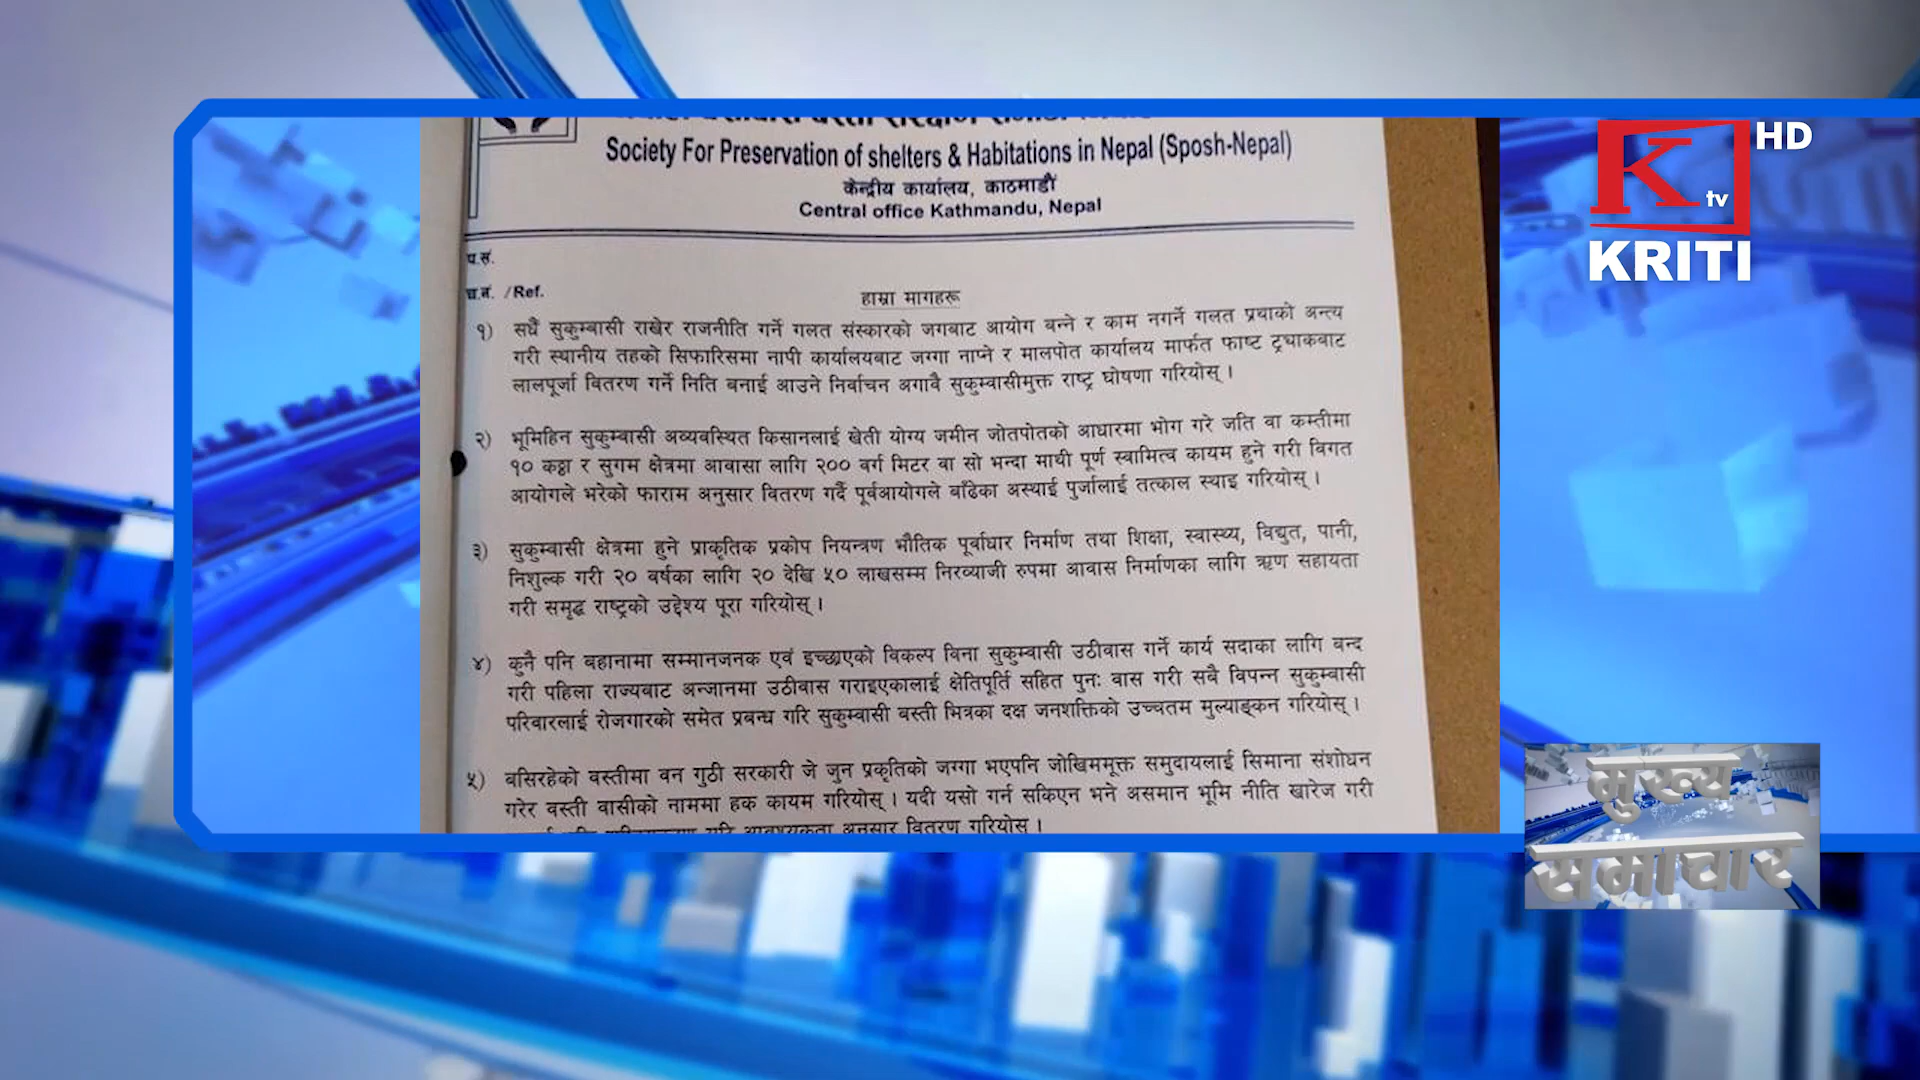 Society For Preservation of shelters & Habitations in Nepal (Sposh-Nepal)
केन्द्रीय कार्यालय, काठमाडौं
Central office Kathmandu, Nepal
प.सं.
च.नं. /Ref.
हाम्रा मागहरू
१) सधैं सुकुम्बासी राखेर राजनीति गर्ने गलत संस्कारको जगबाट आयोग बन्ने र काम नगर्ने गलत प्रथाको अन्त्य
गरी स्थानीय तहको सिफारिसमा नापी कार्यालयबाट जग्गा नाप्ने र मालपोत कार्यालय मार्फत फाष्ट ट्र्याकबाट
लालपूर्जा वितरण गर्ने निति बनाई आउने निर्वाचन अगावै सुकुम्बासीमुक्त राष्ट्र घोषणा गरियोस् ।
२) भूमिहिन सुकुम्बासी अव्यवस्थित किसानलाई खेती योग्य जमीन जोतपोतको आधारमा भोग गरे जति वा कम्तीमा
१० कठ्ठा र सुगम क्षेत्रमा आवासा लागि २०० वर्ग मिटर वा सो भन्दा माथी पूर्ण स्वामित्व कायम हुने गरी विगत
आयोगले भरेको फाराम अनुसार वितरण गर्दै पूर्वआयोगले बाँढेका अस्थाई पुर्जालाई तत्काल स्थाइ गरियोस् ।
३) सुकुम्बासी क्षेत्रमा हुने प्राकृतिक प्रकोप नियन्त्रण भौतिक पूर्वाधार निर्माण तथा शिक्षा, स्वास्थ्य, विद्युत, पानी,
निशुल्क गरी २० वर्षका लागि २० देखि ५० लाखसम्म निरव्याजी रुपमा आवास निर्माणका लागि ऋण सहायता
गरी समृद्ध राष्ट्रको उद्देश्य पूरा गरियोस् ।
४) कुनै पनि बहानामा सम्मानजनक एवं इच्छाएको विकल्प विना सुकुम्बासी उठीवास गर्ने कार्य सदाका लागि बन्द
गरी पहिला राज्यबाट अन्जानमा उठीवास गराइएकालाई क्षेतिपूर्ति सहित पुनः वास गरी सबै विपन्न सुकुम्बासी
परिवारलाई रोजगारको समेत प्रबन्ध गरि सुकुम्बासी बस्ती भित्रका दक्ष जनशक्तिको उच्चतम मुल्याङ्कन गरियोस् ।
५) बसिरहेको वस्तीमा वन गुठी सरकारी जे जुन प्रकृतिको जग्गा भएपनि जोखिममूक्त समुदायलाई सिमाना संशोधन
गरेर वस्ती वासीको नाममा हक कायम गरियोस् । यदी यसो गर्न सकिएन भने असमान भूमि नीति खारेज गरी
गरि आवश्यकता अनुसार वितरण गरियोस् ।
K tv HD
KRITI
मुख्य
समाचार